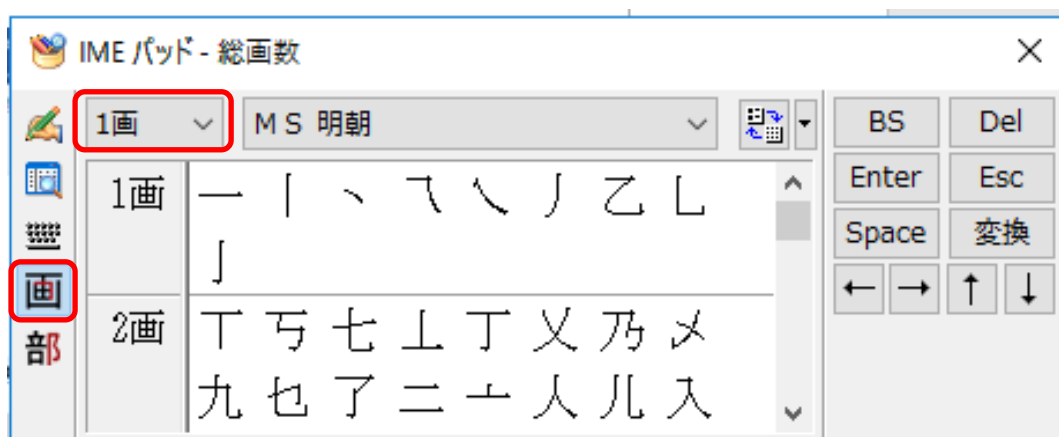 IME パッド - 総画数
1画 ＭＳ 明朝
BS Del
1画 一 丨 丶 ⺄ 乀 丿 乙 乚
亅
Enter Esc
Space 変換
画
← → ↑ ↓
2画 丅 丂 七 丄 丁 乂 乃 〤
部
九 乜 了 二 亠 人 儿 入